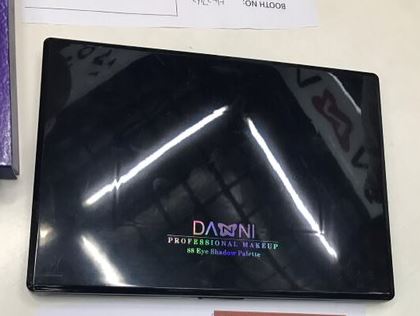 BOOTH NO:
DANNI
PROFESSIONAL MAKEUP
88 Eye Shadow Palette